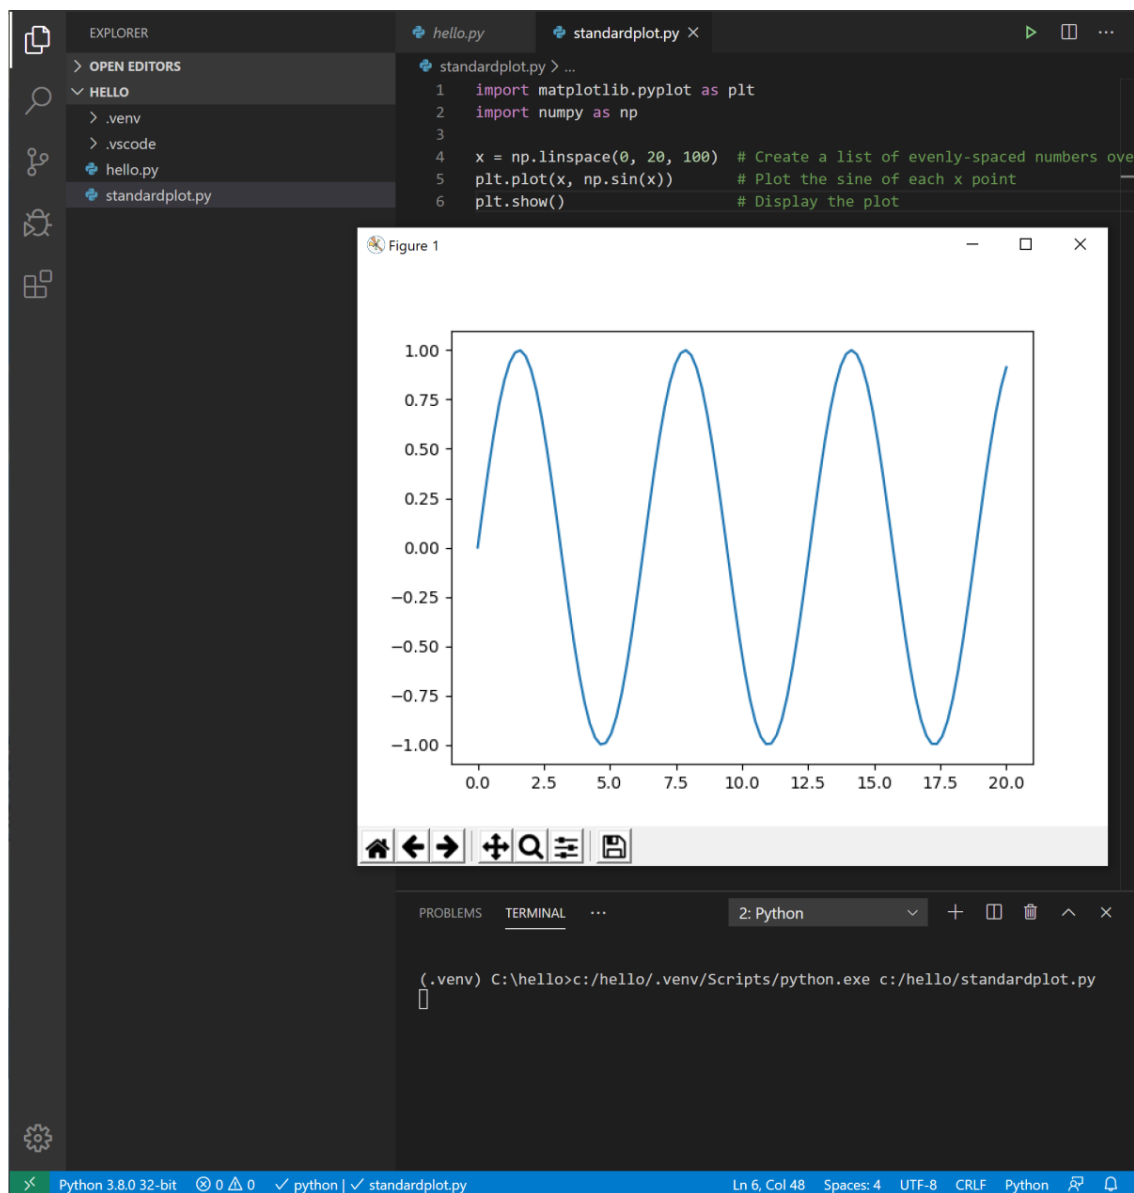 EXPLORER
OPEN EDITORS
HELLO
.venv
.vscode
hello.py
standardplot.py
hello.py
standardplot.py
standardplot.py > ...
1 import matplotlib.pyplot as plt
2 import numpy as np
3
4 x = np.linspace(0, 20, 100)  # Create a list of evenly-spaced numbers ove
5 plt.plot(x, np.sin(x))       # Plot the sine of each x point
6 plt.show()                   # Display the plot
Figure 1
1.00
0.75
0.50
0.25
0.00
−0.25
−0.50
−0.75
−1.00
0.0 2.5 5.0 7.5 10.0 12.5 15.0 17.5 20.0
PROBLEMS TERMINAL ... 2: Python
(.venv) C:\hello>c:/hello/.venv/Scripts/python.exe c:/hello/standardplot.py
Python 3.8.0 32-bit 0 0 python | standardplot.py Ln 6, Col 48 Spaces: 4 UTF-8 CRLF Python